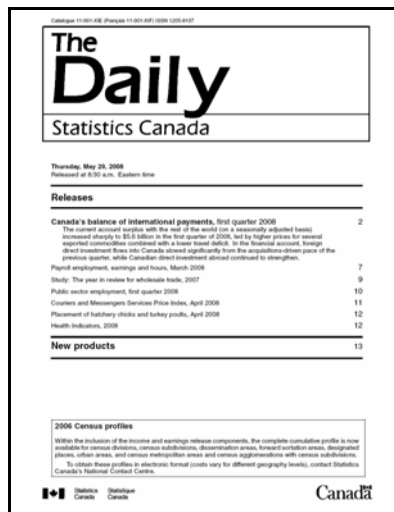 Catalogue 11-001-XIE (Français 11-001-XIF) ISSN 1205-9137
The
Daily
Statistics Canada
Thursday, May 29, 2008
Released at 8:30 a.m. Eastern time
Releases
Canada's balance of international payments, first quarter 2008 2
The current account surplus with the rest of the world (on a seasonally adjusted basis)
increased sharply to $5.6 billion in the first quarter of 2008, led by higher prices for several
exported commodities combined with a lower travel deficit. In the financial account, foreign
direct investment flows into Canada slowed significantly from the acquisitions-driven pace of the
previous quarter, while Canadian direct investment abroad continued to strengthen.
Payroll employment, earnings and hours, March 2008 7
Study: The year in review for wholesale trade, 2007 9
Public sector employment, first quarter 2008 10
Couriers and Messengers Services Price Index, April 2008 11
Placement of hatchery chicks and turkey poults, April 2008 12
Health Indicators, 2008 12
New products 13
2006 Census profiles
Within the inclusion of the income and earnings release components, the complete cumulative profile is now
available for census divisions, census subdivisions, dissemination areas, forward sortation areas, designated
places, urban areas, and census metropolitan areas and census agglomerations with census subdivisions.
To obtain these profiles in electronic format (costs vary for different geography levels), contact Statistics
Canada's National Contact Centre.
Statistics Statistique
Canada Canada
Canada